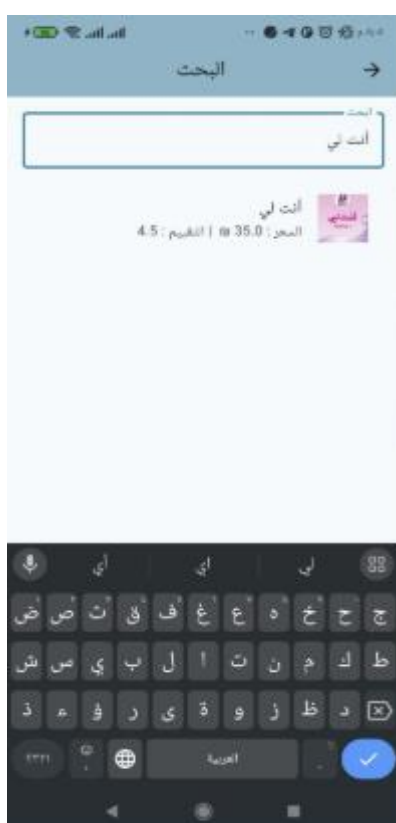 البحث
البحث
أنت لي
أنت لي
السعر : 35.0 ₪ | التقييم : 4.5
لي اي أي
ض ص ث ق ف غ ع ه خ ح ج
ش س ي ب ل ا ت ن م ك ط
ذ ء ؤ ر ى ة و ز ظ د
العربية